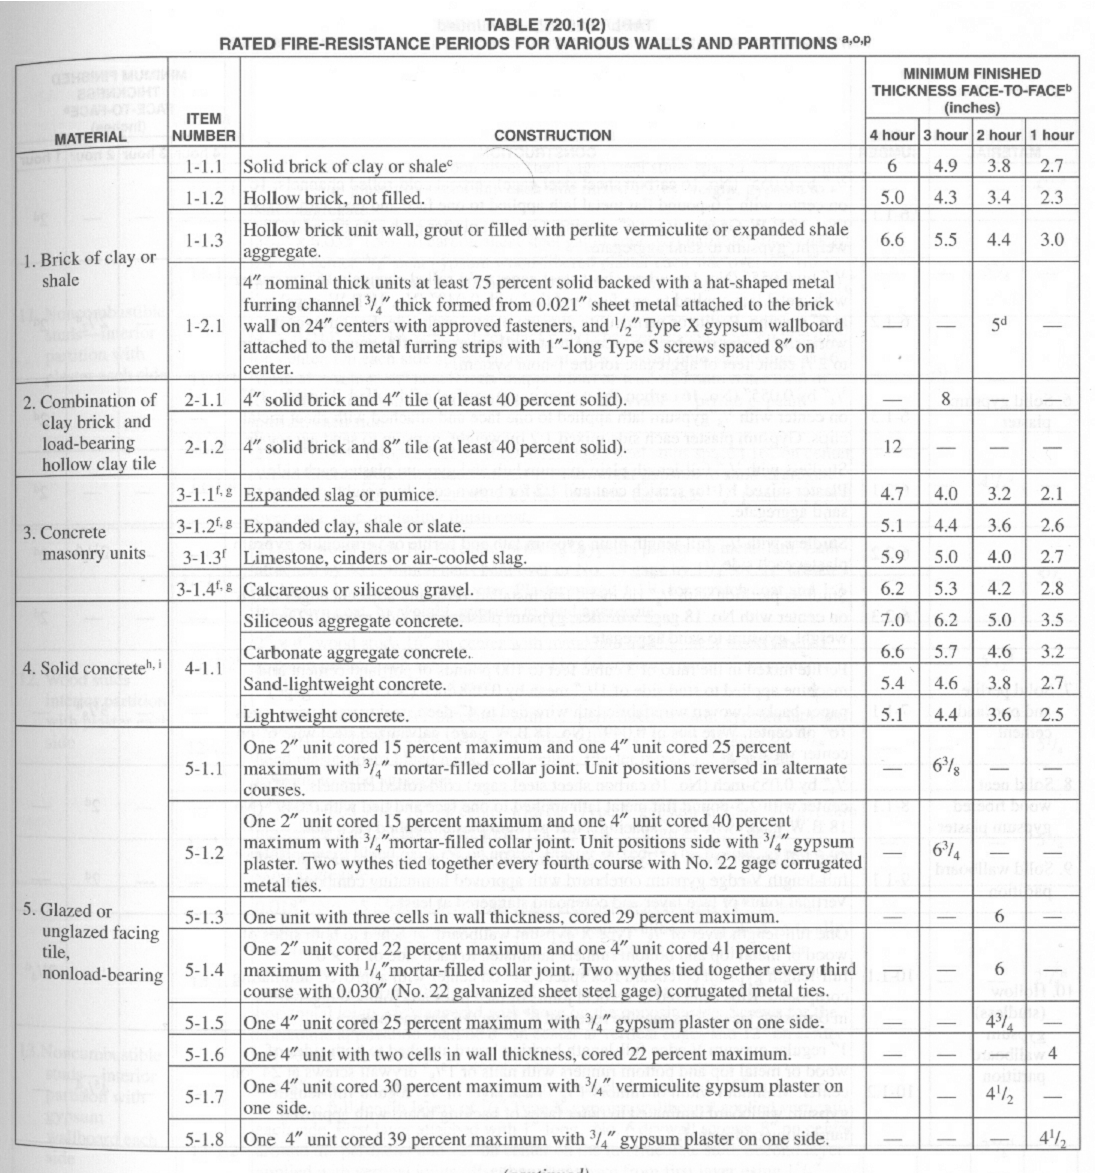 TABLE 720.1(2)
RATED FIRE-RESISTANCE PERIODS FOR VARIOUS WALLS AND PARTITIONS a,o,p
MATERIAL
ITEM
NUMBER
CONSTRUCTION
MINIMUM FINISHED
THICKNESS FACE-TO-FACEb
(inches)
4 hour 3 hour 2 hour 1 hour
1. Brick of clay or
shale
1-1.1 Solid brick of clay or shalec 6 4.9 3.8 2.7
1-1.2 Hollow brick, not filled. 5.0 4.3 3.4 2.3
1-1.3 Hollow brick unit wall, grout or filled with perlite vermiculite or expanded shale
aggregate. 6.6 5.5 4.4 3.0
1-2.1 4″ nominal thick units at least 75 percent solid backed with a hat-shaped metal
furring channel 3/4″ thick formed from 0.021″ sheet metal attached to the brick
wall on 24″ centers with approved fasteners, and 1/2″ Type X gypsum wallboard
attached to the metal furring strips with 1″-long Type S screws spaced 8″ on
center. — — 5d —
2. Combination of
clay brick and
load-bearing
hollow clay tile
2-1.1 4″ solid brick and 4″ tile (at least 40 percent solid). — 8 — —
2-1.2 4″ solid brick and 8″ tile (at least 40 percent solid). 12 — — —
3. Concrete
masonry units
3-1.1f, g Expanded slag or pumice. 4.7 4.0 3.2 2.1
3-1.2f, g Expanded clay, shale or slate. 5.1 4.4 3.6 2.6
3-1.3f Limestone, cinders or air-cooled slag. 5.9 5.0 4.0 2.7
3-1.4f, g Calcareous or siliceous gravel. 6.2 5.3 4.2 2.8
4. Solid concreteh, i
4-1.1
Siliceous aggregate concrete. 7.0 6.2 5.0 3.5
Carbonate aggregate concrete. 6.6 5.7 4.6 3.2
Sand-lightweight concrete. 5.4 4.6 3.8 2.7
Lightweight concrete. 5.1 4.4 3.6 2.5
5. Glazed or
unglazed facing
tile,
nonload-bearing
5-1.1 One 2″ unit cored 15 percent maximum and one 4″ unit cored 25 percent
maximum with 3/4″ mortar-filled collar joint. Unit positions reversed in alternate
courses. — 6 3/8 — —
5-1.2 One 2″ unit cored 15 percent maximum and one 4″ unit cored 40 percent
maximum with 3/4″mortar-filled collar joint. Unit positions side with 3/4″ gypsum
plaster. Two wythes tied together every fourth course with No. 22 gage corrugated
metal ties. — 6 3/4 — —
5-1.3 One unit with three cells in wall thickness, cored 29 percent maximum. — — 6 —
5-1.4 One 2″ unit cored 22 percent maximum and one 4″ unit cored 41 percent
maximum with 1/4″mortar-filled collar joint. Two wythes tied together every third
course with 0.030″ (No. 22 galvanized sheet steel gage) corrugated metal ties. — — 6 —
5-1.5 One 4″ unit cored 25 percent maximum with 3/4″ gypsum plaster on one side. — — 4 3/4 —
5-1.6 One 4″ unit with two cells in wall thickness, cored 22 percent maximum. — — — 4
5-1.7 One 4″ unit cored 30 percent maximum with 3/4″ vermiculite gypsum plaster on
one side. — — 4 1/2 —
5-1.8 One 4″ unit cored 39 percent maximum with 3/4″ gypsum plaster on one side. — — — 4 1/2